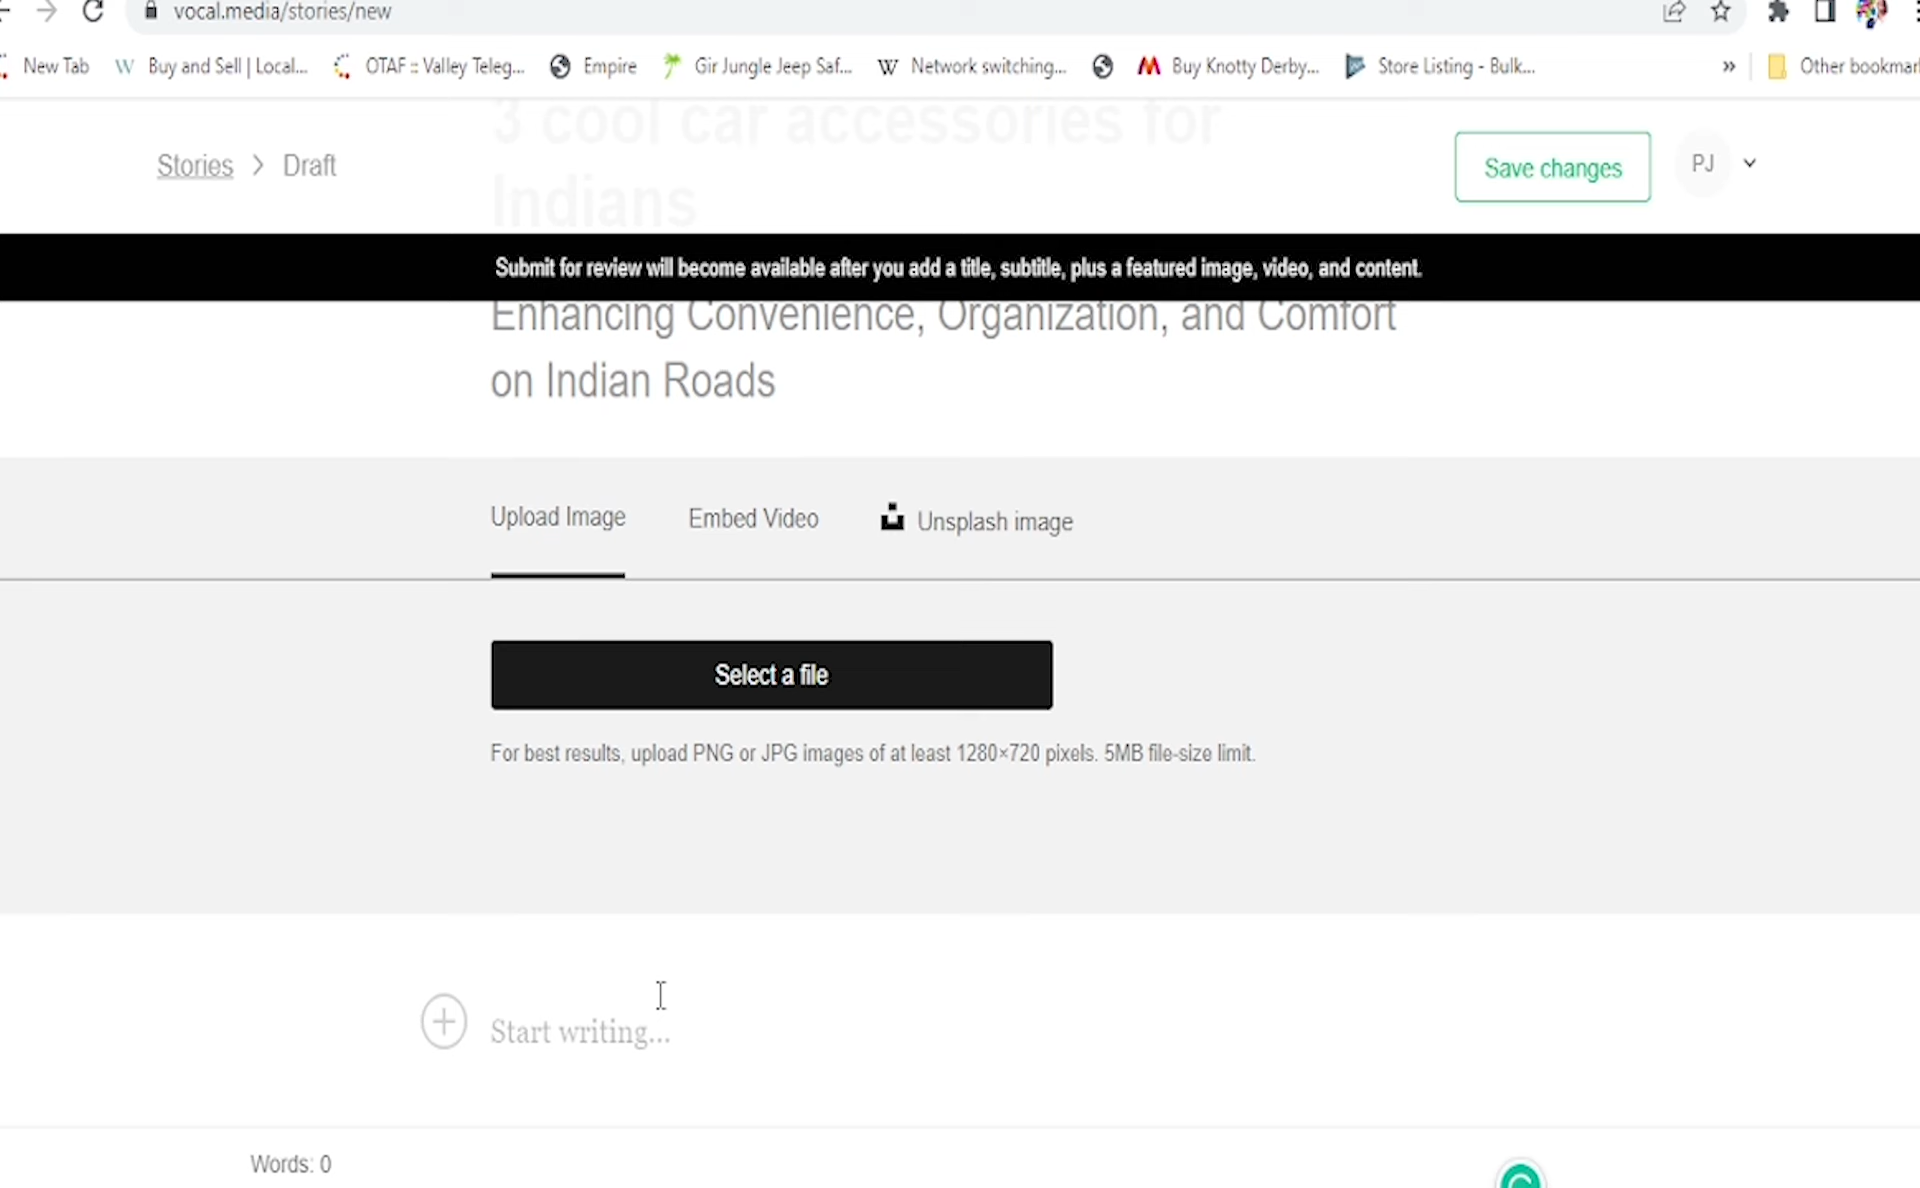 vocal.media/stories/new
New Tab W Buy and Sell | Local... OTAF :: Valley Teleg... Empire Gir Jungle Jeep Saf... W Network switching... Buy Knotty Derby... Store Listing - Bulk... » Other bookmar
3 cool car accessories for
Indians
Stories > Draft
Save changes
PJ
Submit for review will become available after you add a title, subtitle, plus a featured image, video, and content.
Enhancing Convenience, Organization, and Comfort
on Indian Roads
Upload Image Embed Video Unsplash image
Select a file
For best results, upload PNG or JPG images of at least 1280×720 pixels. 5MB file-size limit.
Start writing...
Words: 0